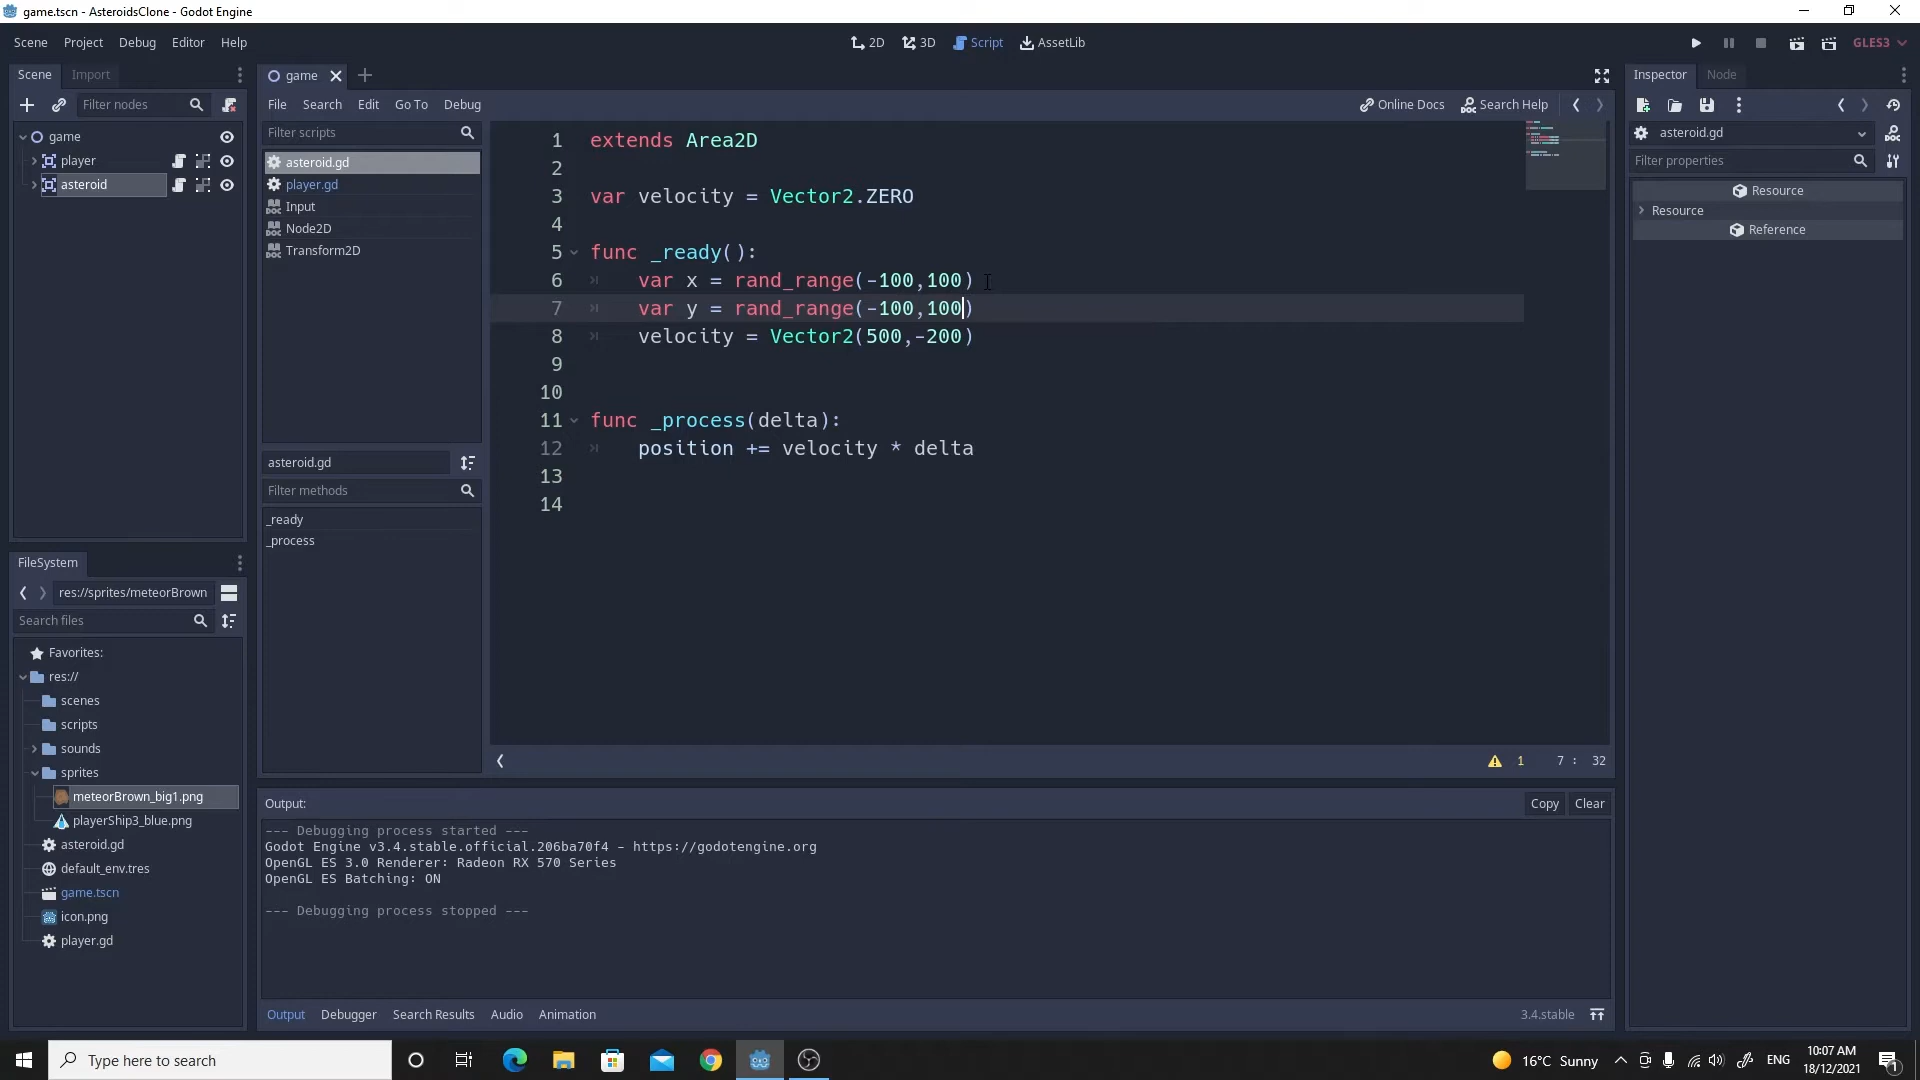 game.tscn - AsteroidsClone - Godot Engine
Scene Project Debug Editor Help
2D 3D Script AssetLib
GLES3
Scene Import
Filter nodes
game
player
asteroid
game
File Search Edit Go To Debug
Online Docs Search Help
Filter scripts
asteroid.gd
player.gd
Input
Node2D
Transform2D
asteroid.gd
Filter methods
_ready
_process
1 extends Area2D
2
3 var velocity = Vector2.ZERO
4
5 func _ready():
6 var x = rand_range(-100,100)
7 var y = rand_range(-100,100)
8 velocity = Vector2(500,-200)
9
10
11 func _process(delta):
12 position += velocity * delta
13
14
1 7 : 32
FileSystem
res://sprites/meteorBrown
Search files
Favorites:
res://
scenes
scripts
sounds
sprites
meteorBrown_big1.png
playerShip3_blue.png
asteroid.gd
default_env.tres
game.tscn
icon.png
player.gd
Output:
Copy Clear
--- Debugging process started ---
Godot Engine v3.4.stable.official.206ba70f4 - https://godotengine.org
OpenGL ES 3.0 Renderer: Radeon RX 570 Series
OpenGL ES Batching: ON
--- Debugging process stopped ---
Output Debugger Search Results Audio Animation
3.4.stable
Inspector Node
asteroid.gd
Filter properties
Resource
Resource
Reference
Type here to search
16°C Sunny
ENG
10:07 AM
18/12/2021
1